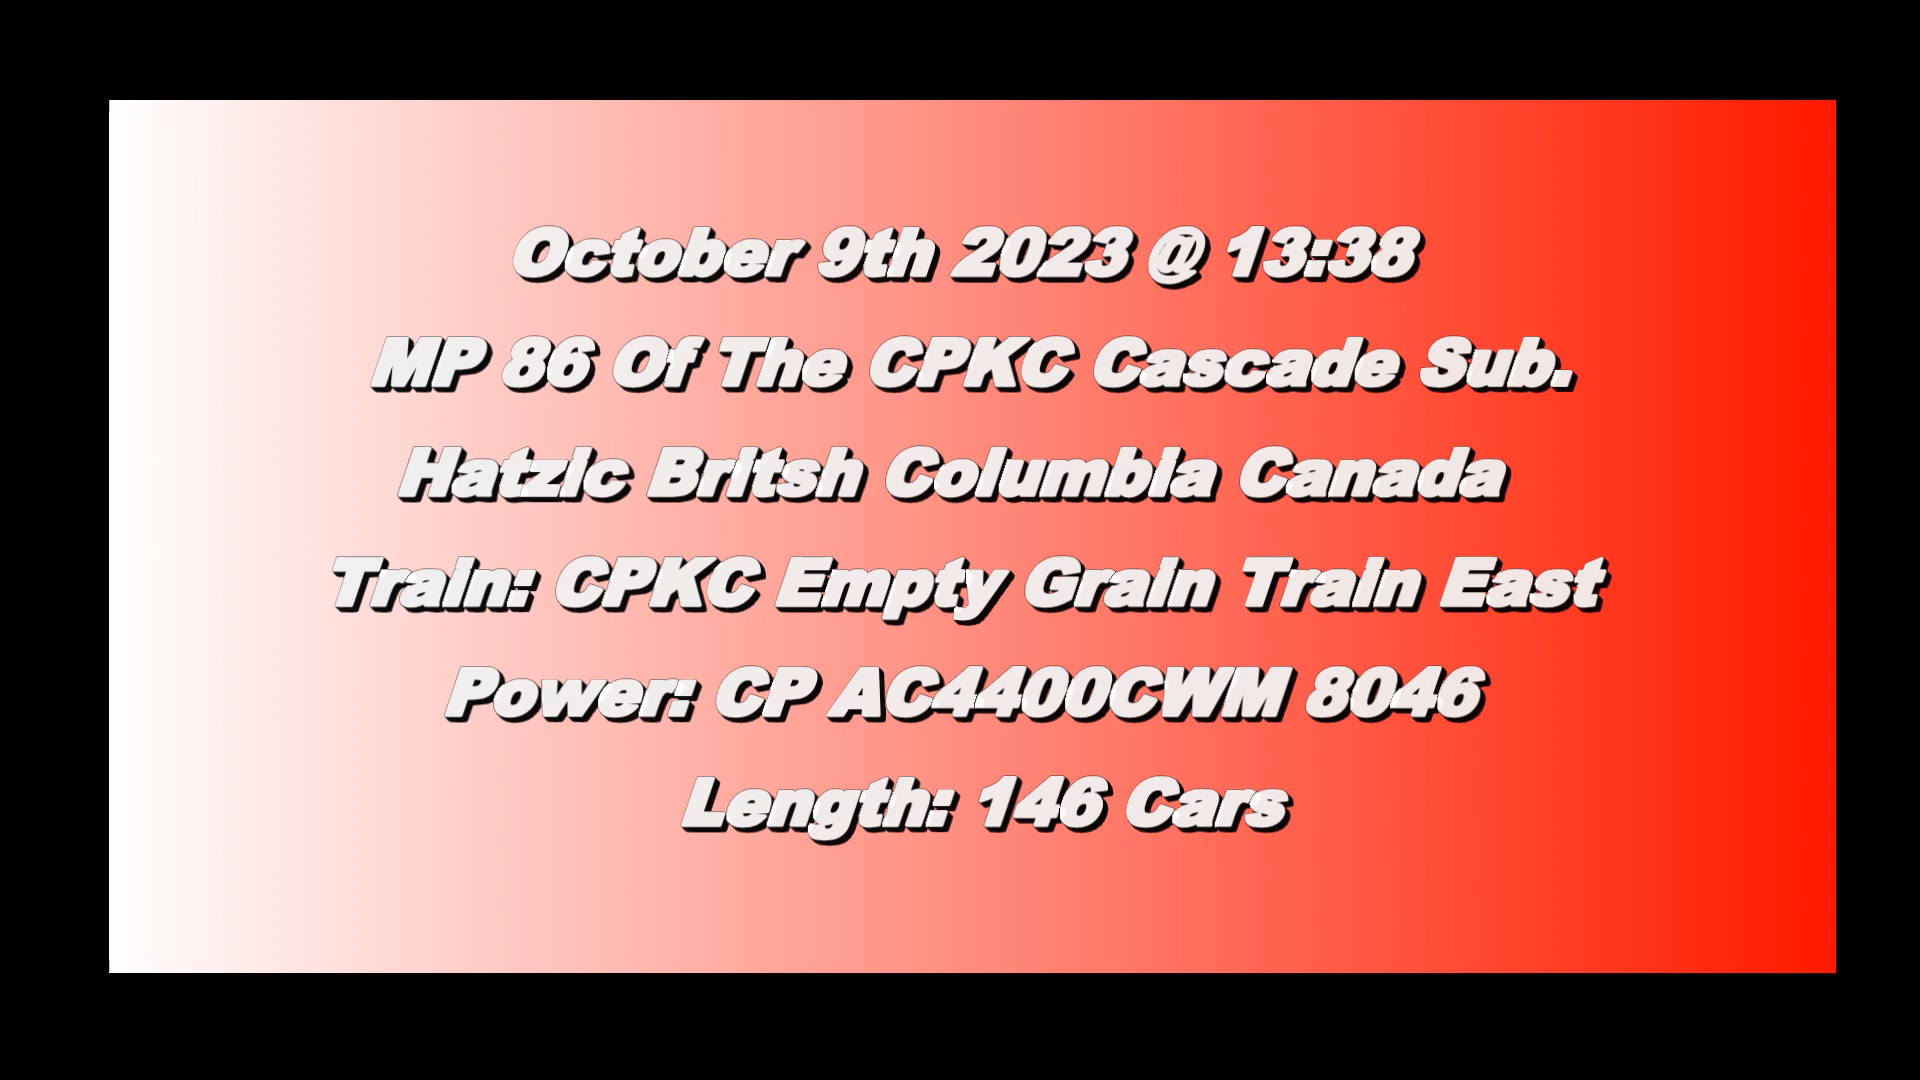 October 9th 2023 @ 13:38
MP 86 Of The CPKC Cascade Sub.
Hatzic Britsh Columbia Canada
Train: CPKC Empty Grain Train East
Power: CP AC4400CWM 8046
Length: 146 Cars